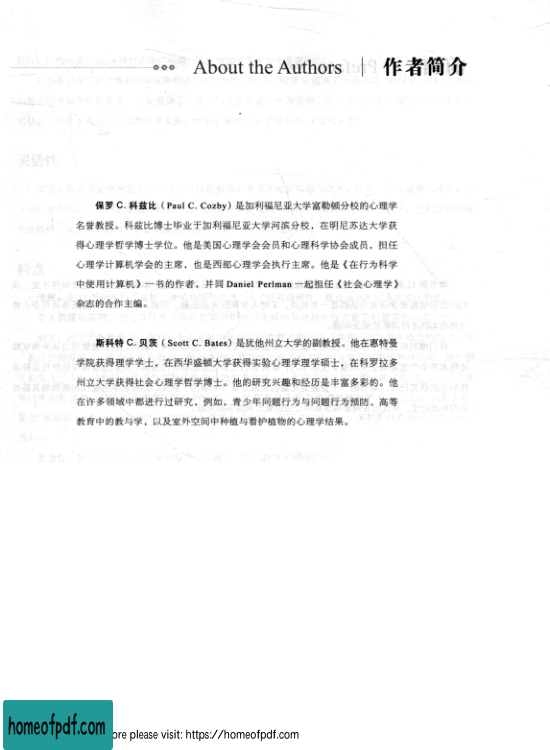 About the Authors | 作者简介
保罗 C. 科兹比（Paul C. Cozby）是加利福尼亚大学富勒顿分校的心理学
名誉教授。科兹比博士毕业于加利福尼亚大学河滨分校，在明尼苏达大学获
得心理学哲学博士学位。他是美国心理学会会员和心理科学协会成员，担任
心理学计算机学会的主席，也是西部心理学会执行主席。他是《在行为科学
中使用计算机》一书的作者，并同 Daniel Perlman 一起担任《社会心理学》
杂志的合作主编。
斯科特 C. 贝茨（Scott C. Bates）是犹他州立大学的副教授。他在惠特曼
学院获得理学学士，在西华盛顿大学获得实验心理学理学硕士，在科罗拉多
州立大学获得社会心理学哲学博士。他的研究兴趣和经历是丰富多彩的。他
在许多领域中都进行过研究，例如，青少年问题行为与问题行为预防、高等
教育中的教与学，以及室外空间中种植与看护植物的心理学结果。
homeofpdf.com
ore please visit: https://homeofpdf.com